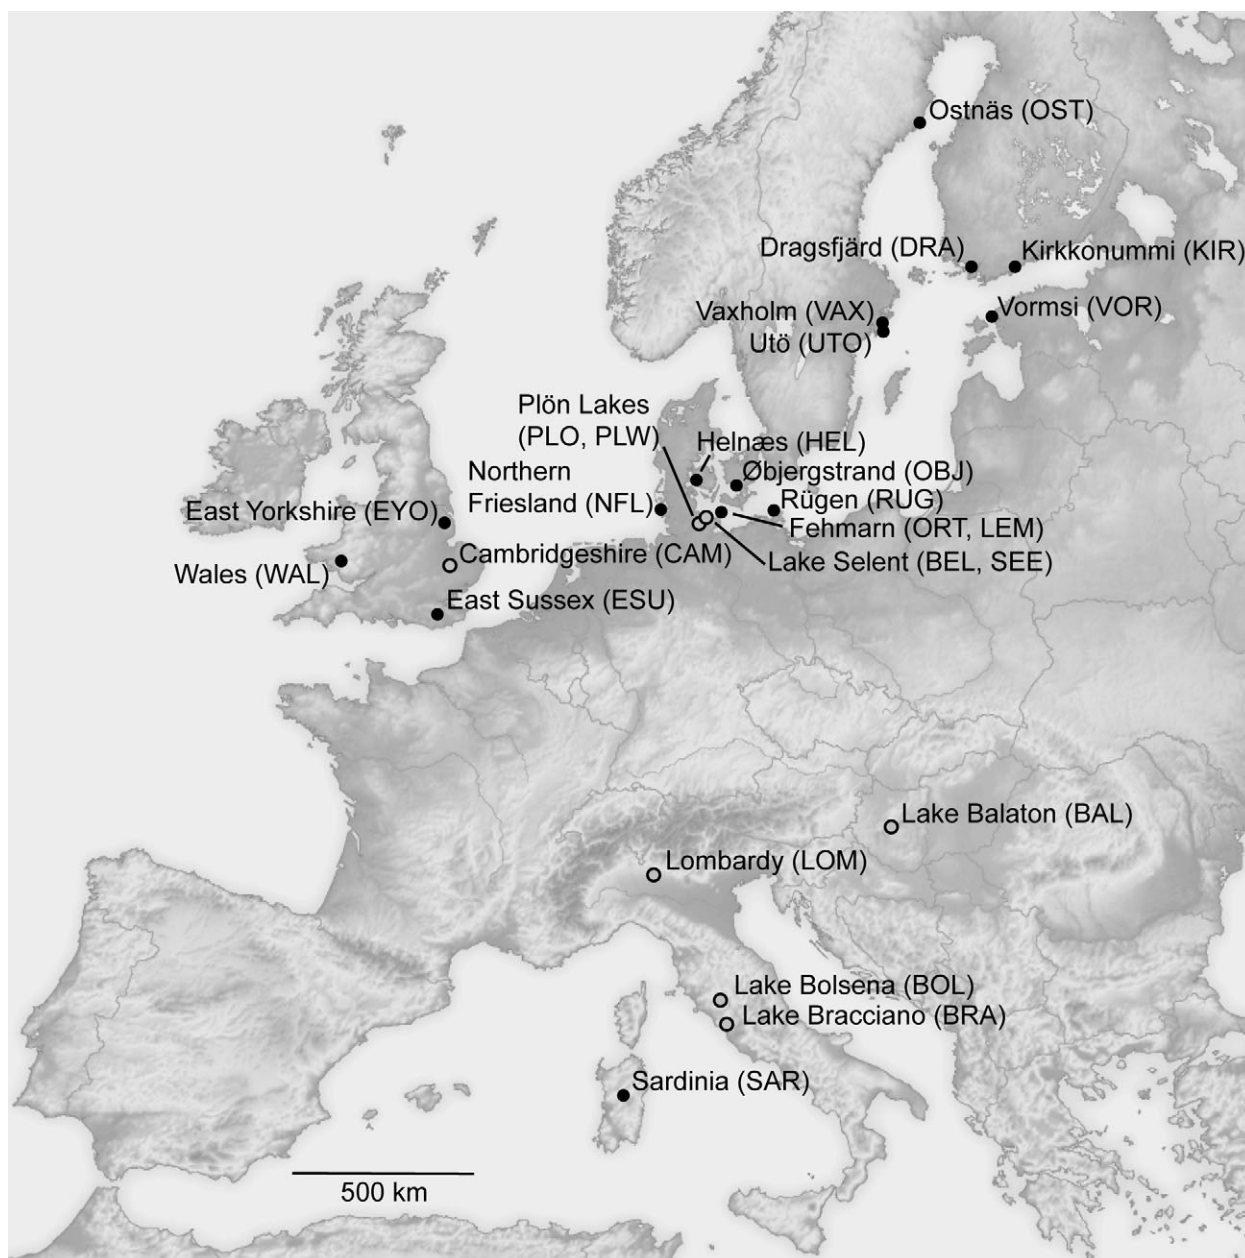 Ostnäs (OST)
Dragsfjärd (DRA)
Kirkkonummi (KIR)
Vaxholm (VAX)
Vormsi (VOR)
Utö (UTO)
Plön Lakes
(PLO, PLW)
Helnæs (HEL)
Northern
Friesland (NFL)
Øbjergstrand (OBJ)
Rügen (RUG)
East Yorkshire (EYO)
Fehmarn (ORT, LEM)
Cambridgeshire (CAM)
Lake Selent (BEL, SEE)
Wales (WAL)
East Sussex (ESU)
Lake Balaton (BAL)
Lombardy (LOM)
Lake Bolsena (BOL)
Lake Bracciano (BRA)
Sardinia (SAR)
500 km